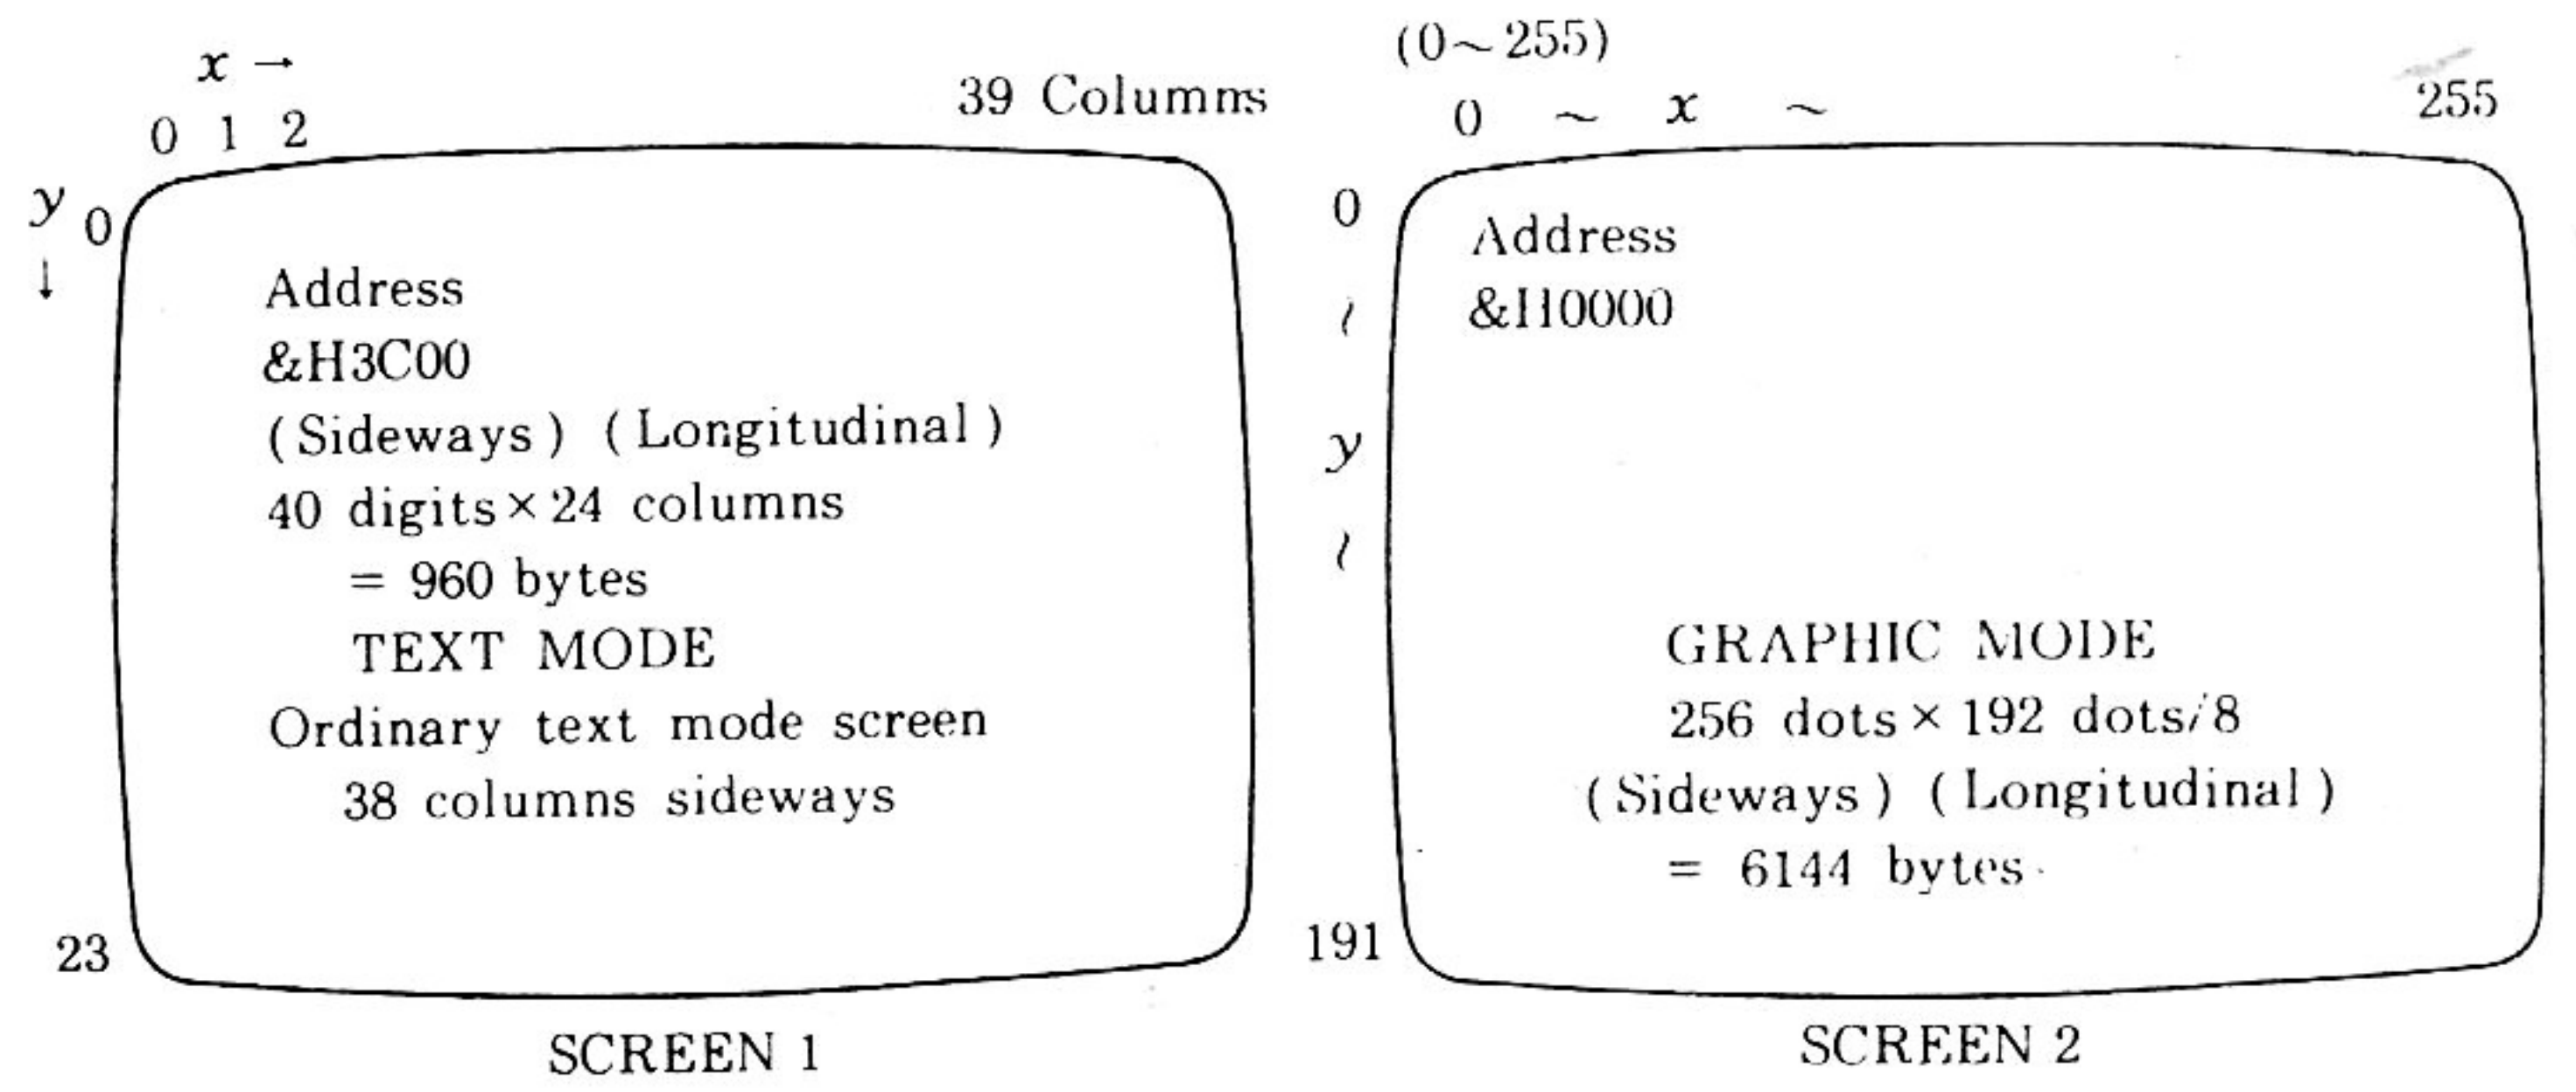 x →
0 1 2
39 Columns
y 0
↓
Address
&H3C00
(Sideways) (Longitudinal)
40 digits×24 columns
= 960 bytes
TEXT MODE
Ordinary text mode screen
38 columns sideways
23
SCREEN 1
(0~255)
0 ~ x ~ 255
0
~
y
~
191
Address
&H0000
GRAPHIC MODE
256 dots×192 dots/8
(Sideways) (Longitudinal)
= 6144 bytes
SCREEN 2